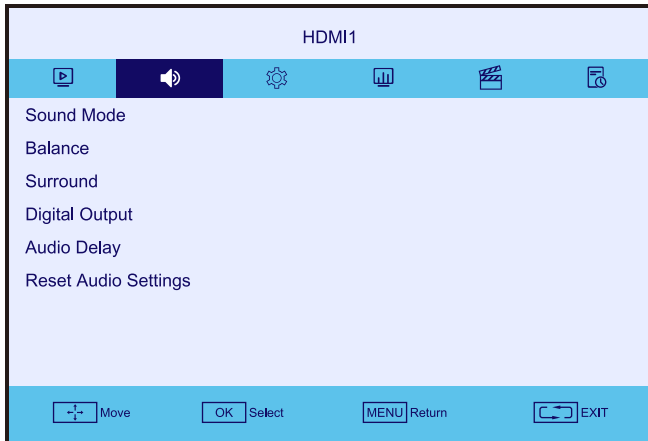 HDMI1
Sound Mode
Balance
Surround
Digital Output
Audio Delay
Reset Audio Settings
Move OK Select MENU Return EXIT